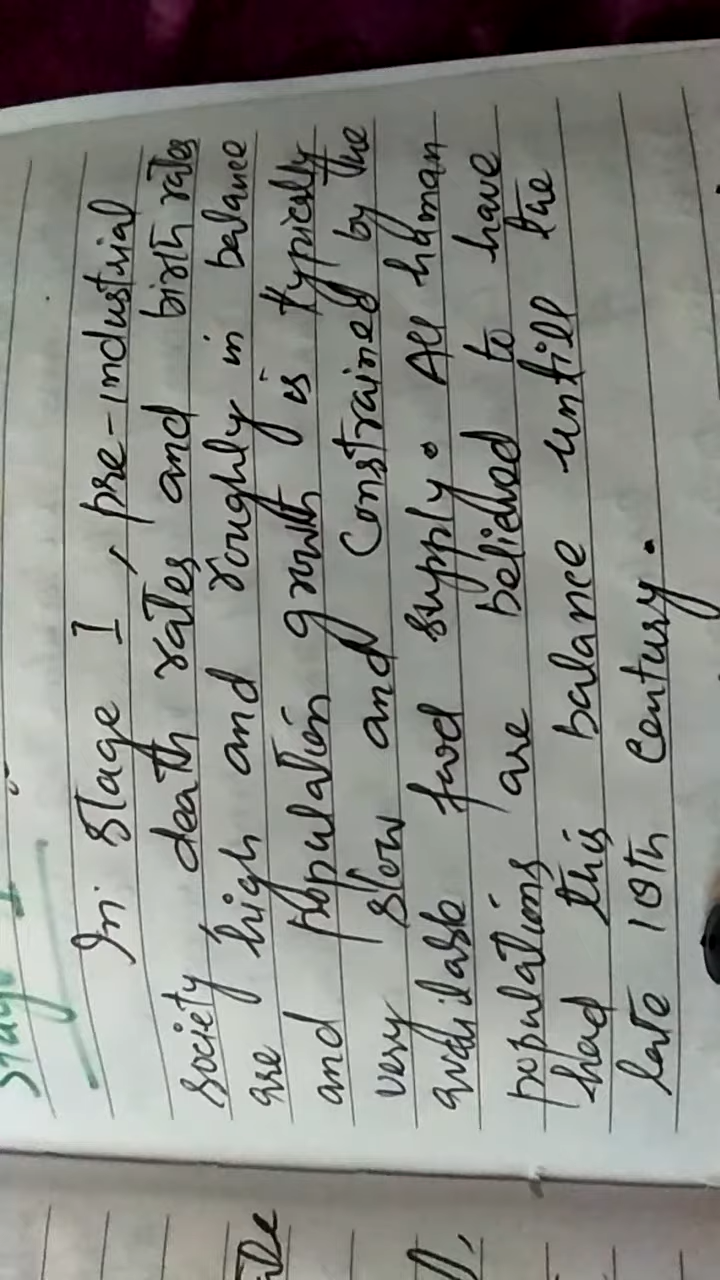 Stage I
In Stage I, pre-industrial
society, death rates and birth rates
are high and roughly in balance
and population growth is typically
very slow and constrained by the
available food supply. All human
populations are believed to have
had this balance untill the
late 18th century.